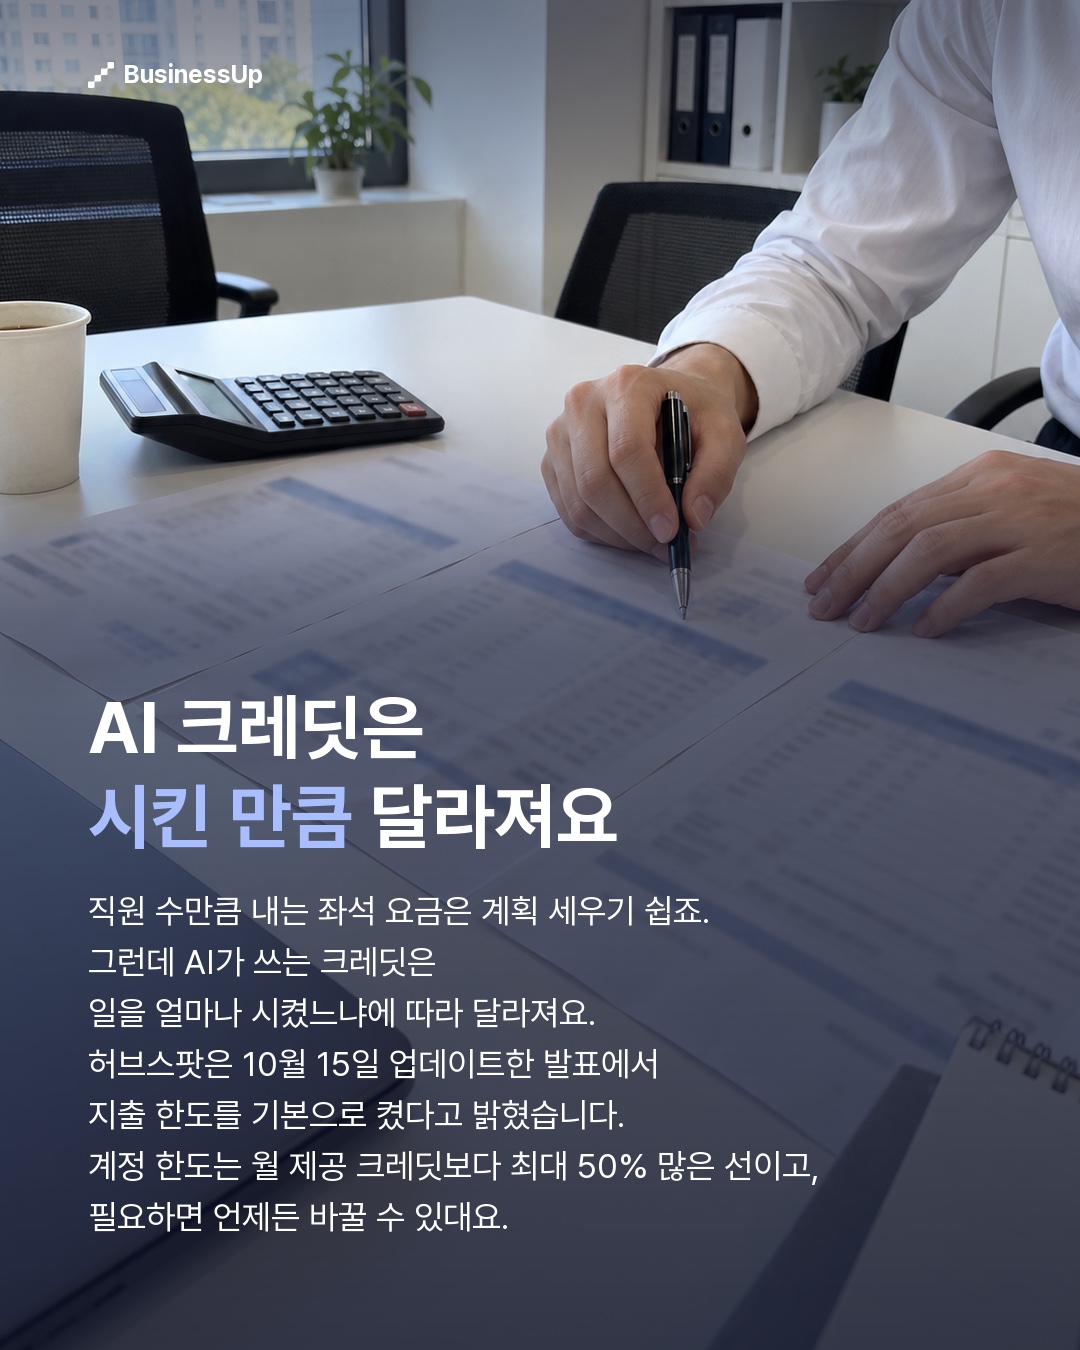 BusinessUp
AI 크레딧은
시킨 만큼 달라져요
직원 수만큼 내는 좌석 요금은 계획 세우기 쉽죠.
그런데 AI가 쓰는 크레딧은
일을 얼마나 시켰느냐에 따라 달라져요.
허브스팟은 10월 15일 업데이트한 발표에서
지출 한도를 기본으로 켰다고 밝혔습니다.
계정 한도는 월 제공 크레딧보다 최대 50% 많은 선이고,
필요하면 언제든 바꿀 수 있대요.